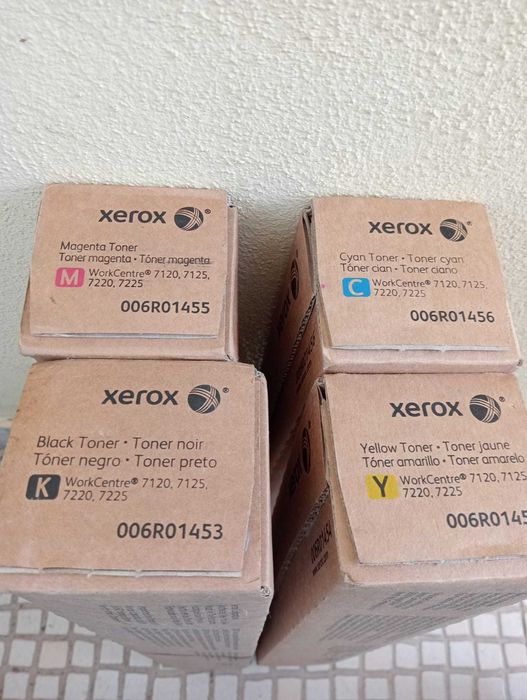 xerox
Magenta Toner
Toner magenta • Tóner magenta
M WorkCentre® 7120, 7125,
7220, 7225
006R01455
xerox
Cyan Toner • Toner cyan
Tóner cian • Toner ciano
C WorkCentre® 7120, 7125,
7220, 7225
006R01456
xerox
Black Toner • Toner noir
Tóner negro • Toner preto
K WorkCentre® 7120, 7125,
7220, 7225
006R01453
xerox
Yellow Toner • Toner jaune
Tóner amarillo • Toner amarelo
Y WorkCentre® 7120, 7125,
7220, 7225
006R0145
006R01454